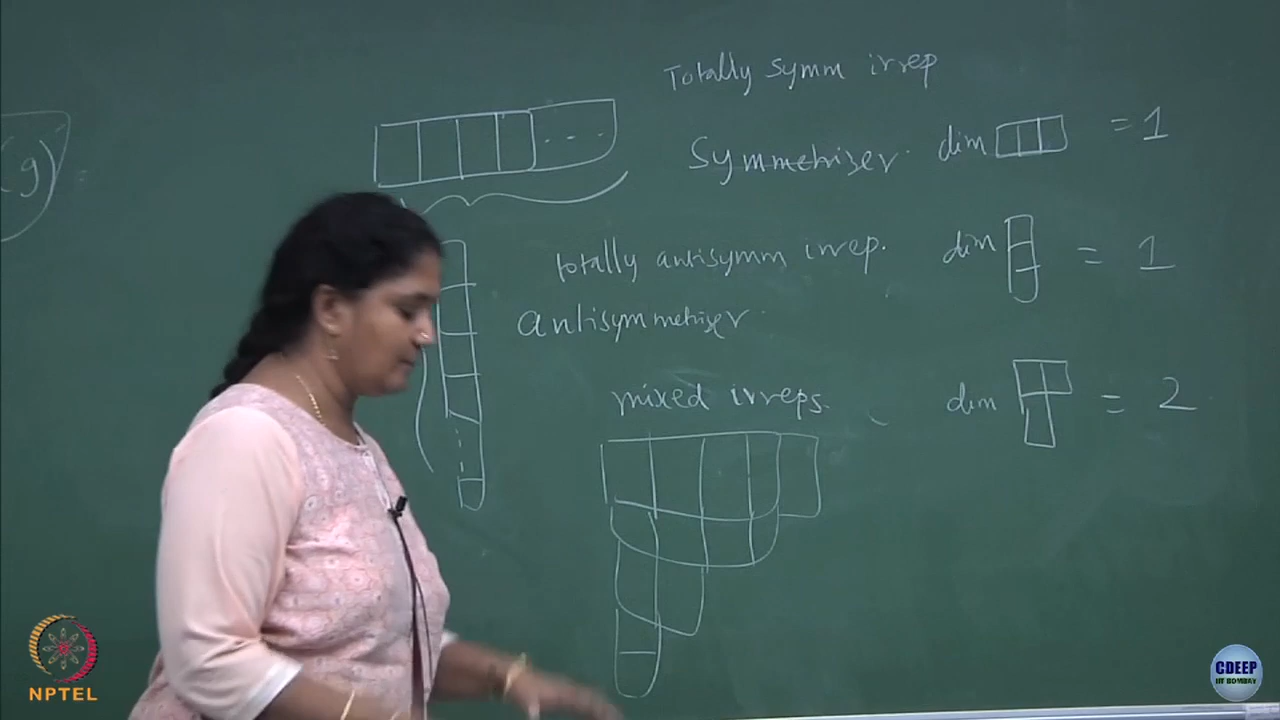 Totally symm irrep
(g) =
Symmetriser. dim = 1
totally antisymm irrep. dim = 1
antisymmetriser
mixed irreps. dim = 2
NPTEL
CDEEP
IIT BOMBAY